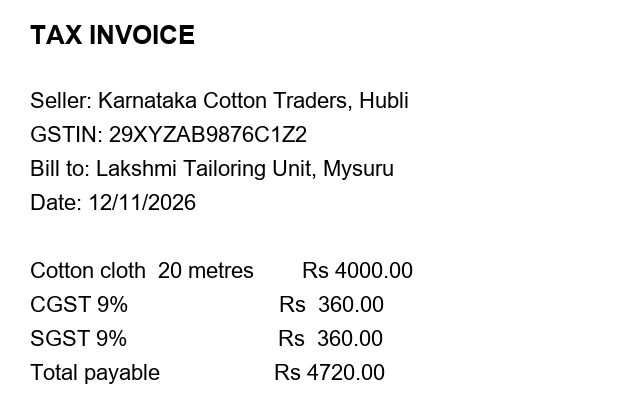 TAX INVOICE
Seller: Karnataka Cotton Traders, Hubli
GSTIN: 29XYZAB9876C1Z2
Bill to: Lakshmi Tailoring Unit, Mysuru
Date: 12/11/2026
Cotton cloth  20 metres        Rs 4000.00
CGST 9%                         Rs  360.00
SGST 9%                         Rs  360.00
Total payable                   Rs 4720.00